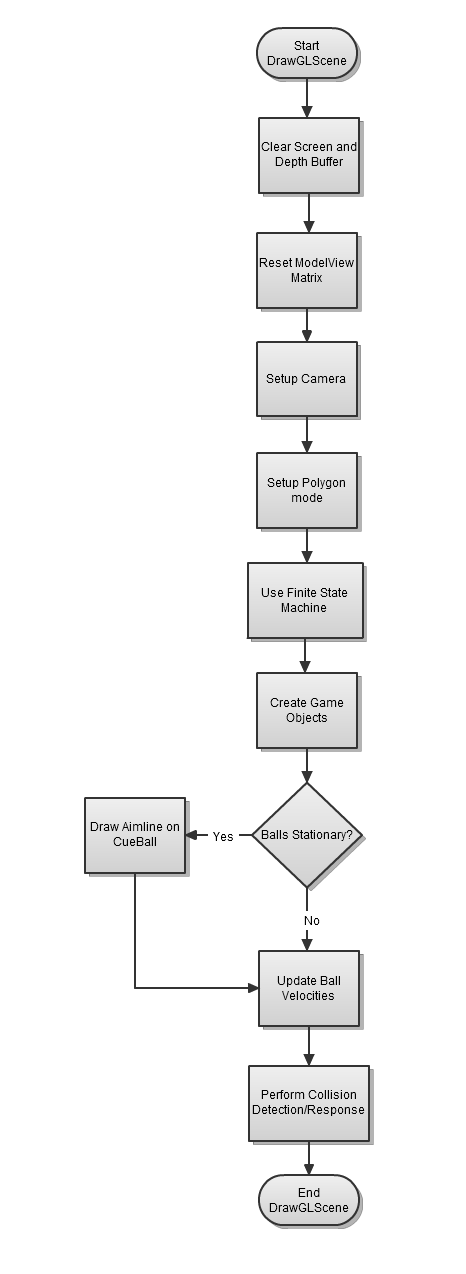 Start
DrawGLScene
Clear Screen and
Depth Buffer
Reset ModelView
Matrix
Setup Camera
Setup Polygon
mode
Use Finite State
Machine
Create Game
Objects
Balls Stationary?
Yes
Draw Aimline on
CueBall
No
Update Ball
Velocities
Perform Collision
Detection/Response
End
DrawGLScene